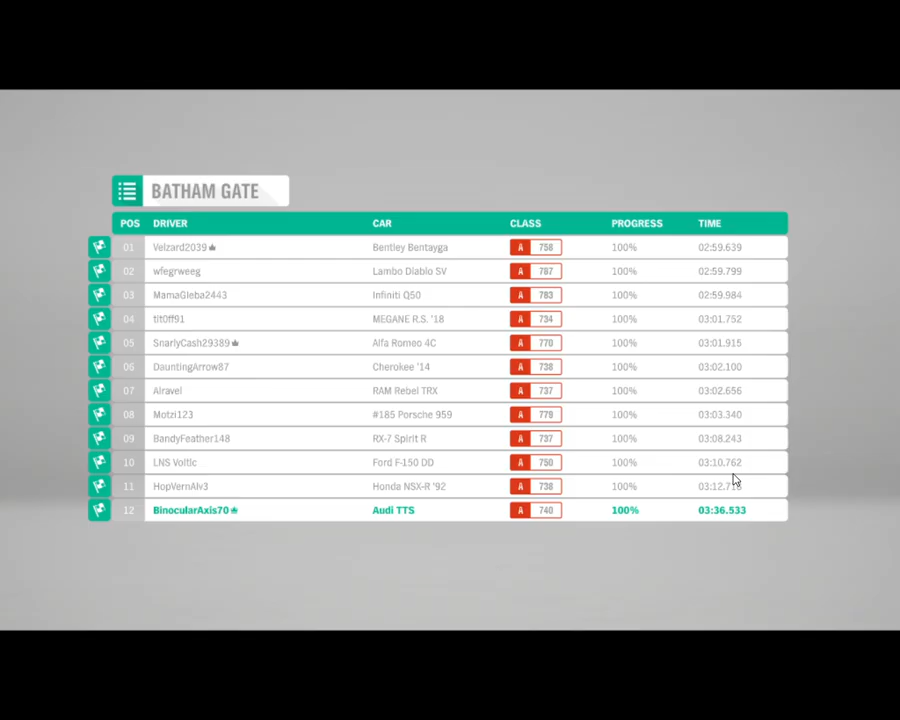 BATHAM GATE
POS DRIVER CAR CLASS PROGRESS TIME
01 Velzard2039 Bentley Bentayga A 758 100% 02:59.639
02 wfegrweeg Lambo Diablo SV A 787 100% 02:59.799
03 MamaGleba2443 Infiniti Q50 A 783 100% 02:59.984
04 tit0ff91 MEGANE R.S. '18 A 734 100% 03:01.752
05 SnarlyCash29389 Alfa Romeo 4C A 770 100% 03:01.915
06 DauntingArrow87 Cherokee '14 A 738 100% 03:02.100
07 Alravel RAM Rebel TRX A 737 100% 03:02.656
08 Motzi123 #185 Porsche 959 A 779 100% 03:03.340
09 BandyFeather148 RX-7 Spirit R A 737 100% 03:08.243
10 LNS Voltic Ford F-150 DD A 750 100% 03:10.762
11 HopVernAlv3 Honda NSX-R '92 A 738 100%
12 BinocularAxis70 Audi TTS A 740 100% 03:36.533